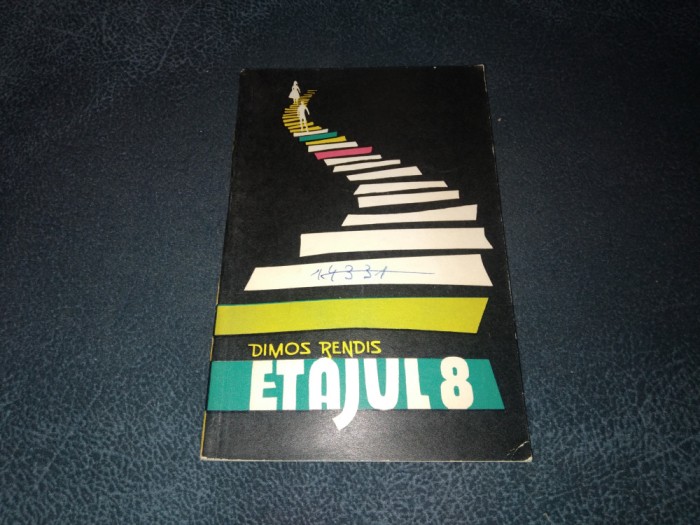 14331
DIMOS RENDIS
ETAJUL 8